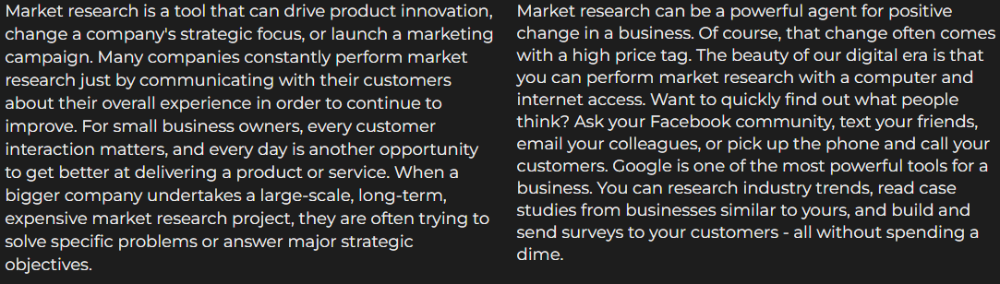 Market research is a tool that can drive product innovation,
change a company's strategic focus, or launch a marketing
campaign. Many companies constantly perform market
research just by communicating with their customers
about their overall experience in order to continue to
improve. For small business owners, every customer
interaction matters, and every day is another opportunity
to get better at delivering a product or service. When a
bigger company undertakes a large-scale, long-term,
expensive market research project, they are often trying to
solve specific problems or answer major strategic
objectives.
Market research can be a powerful agent for positive
change in a business. Of course, that change often comes
with a high price tag. The beauty of our digital era is that
you can perform market research with a computer and
internet access. Want to quickly find out what people
think? Ask your Facebook community, text your friends,
email your colleagues, or pick up the phone and call your
customers. Google is one of the most powerful tools for a
business. You can research industry trends, read case
studies from businesses similar to yours, and build and
send surveys to your customers - all without spending a
dime.